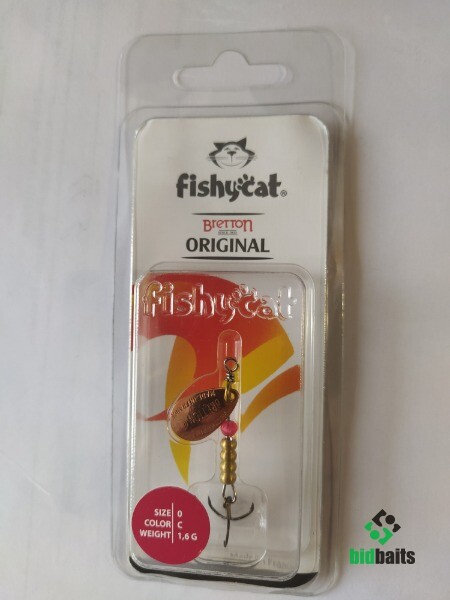 fishycat®
Bretton
ORIGINAL
fishycat
SIZE 0
COLOR C
WEIGHT 1,6 G
bidbaits